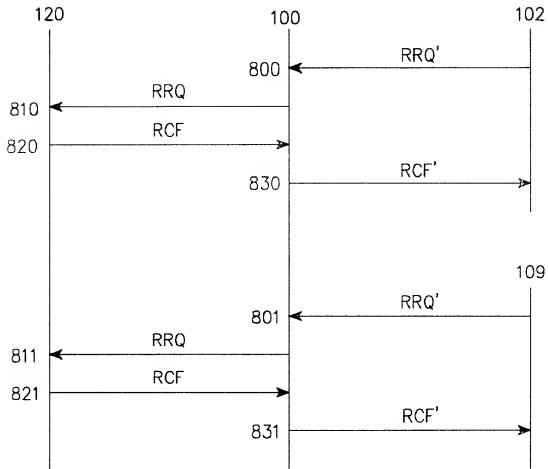 120 100 102
800 RRQ'
810 RRQ
820 RCF
830 RCF'
109
801 RRQ'
811 RRQ
821 RCF
831 RCF'